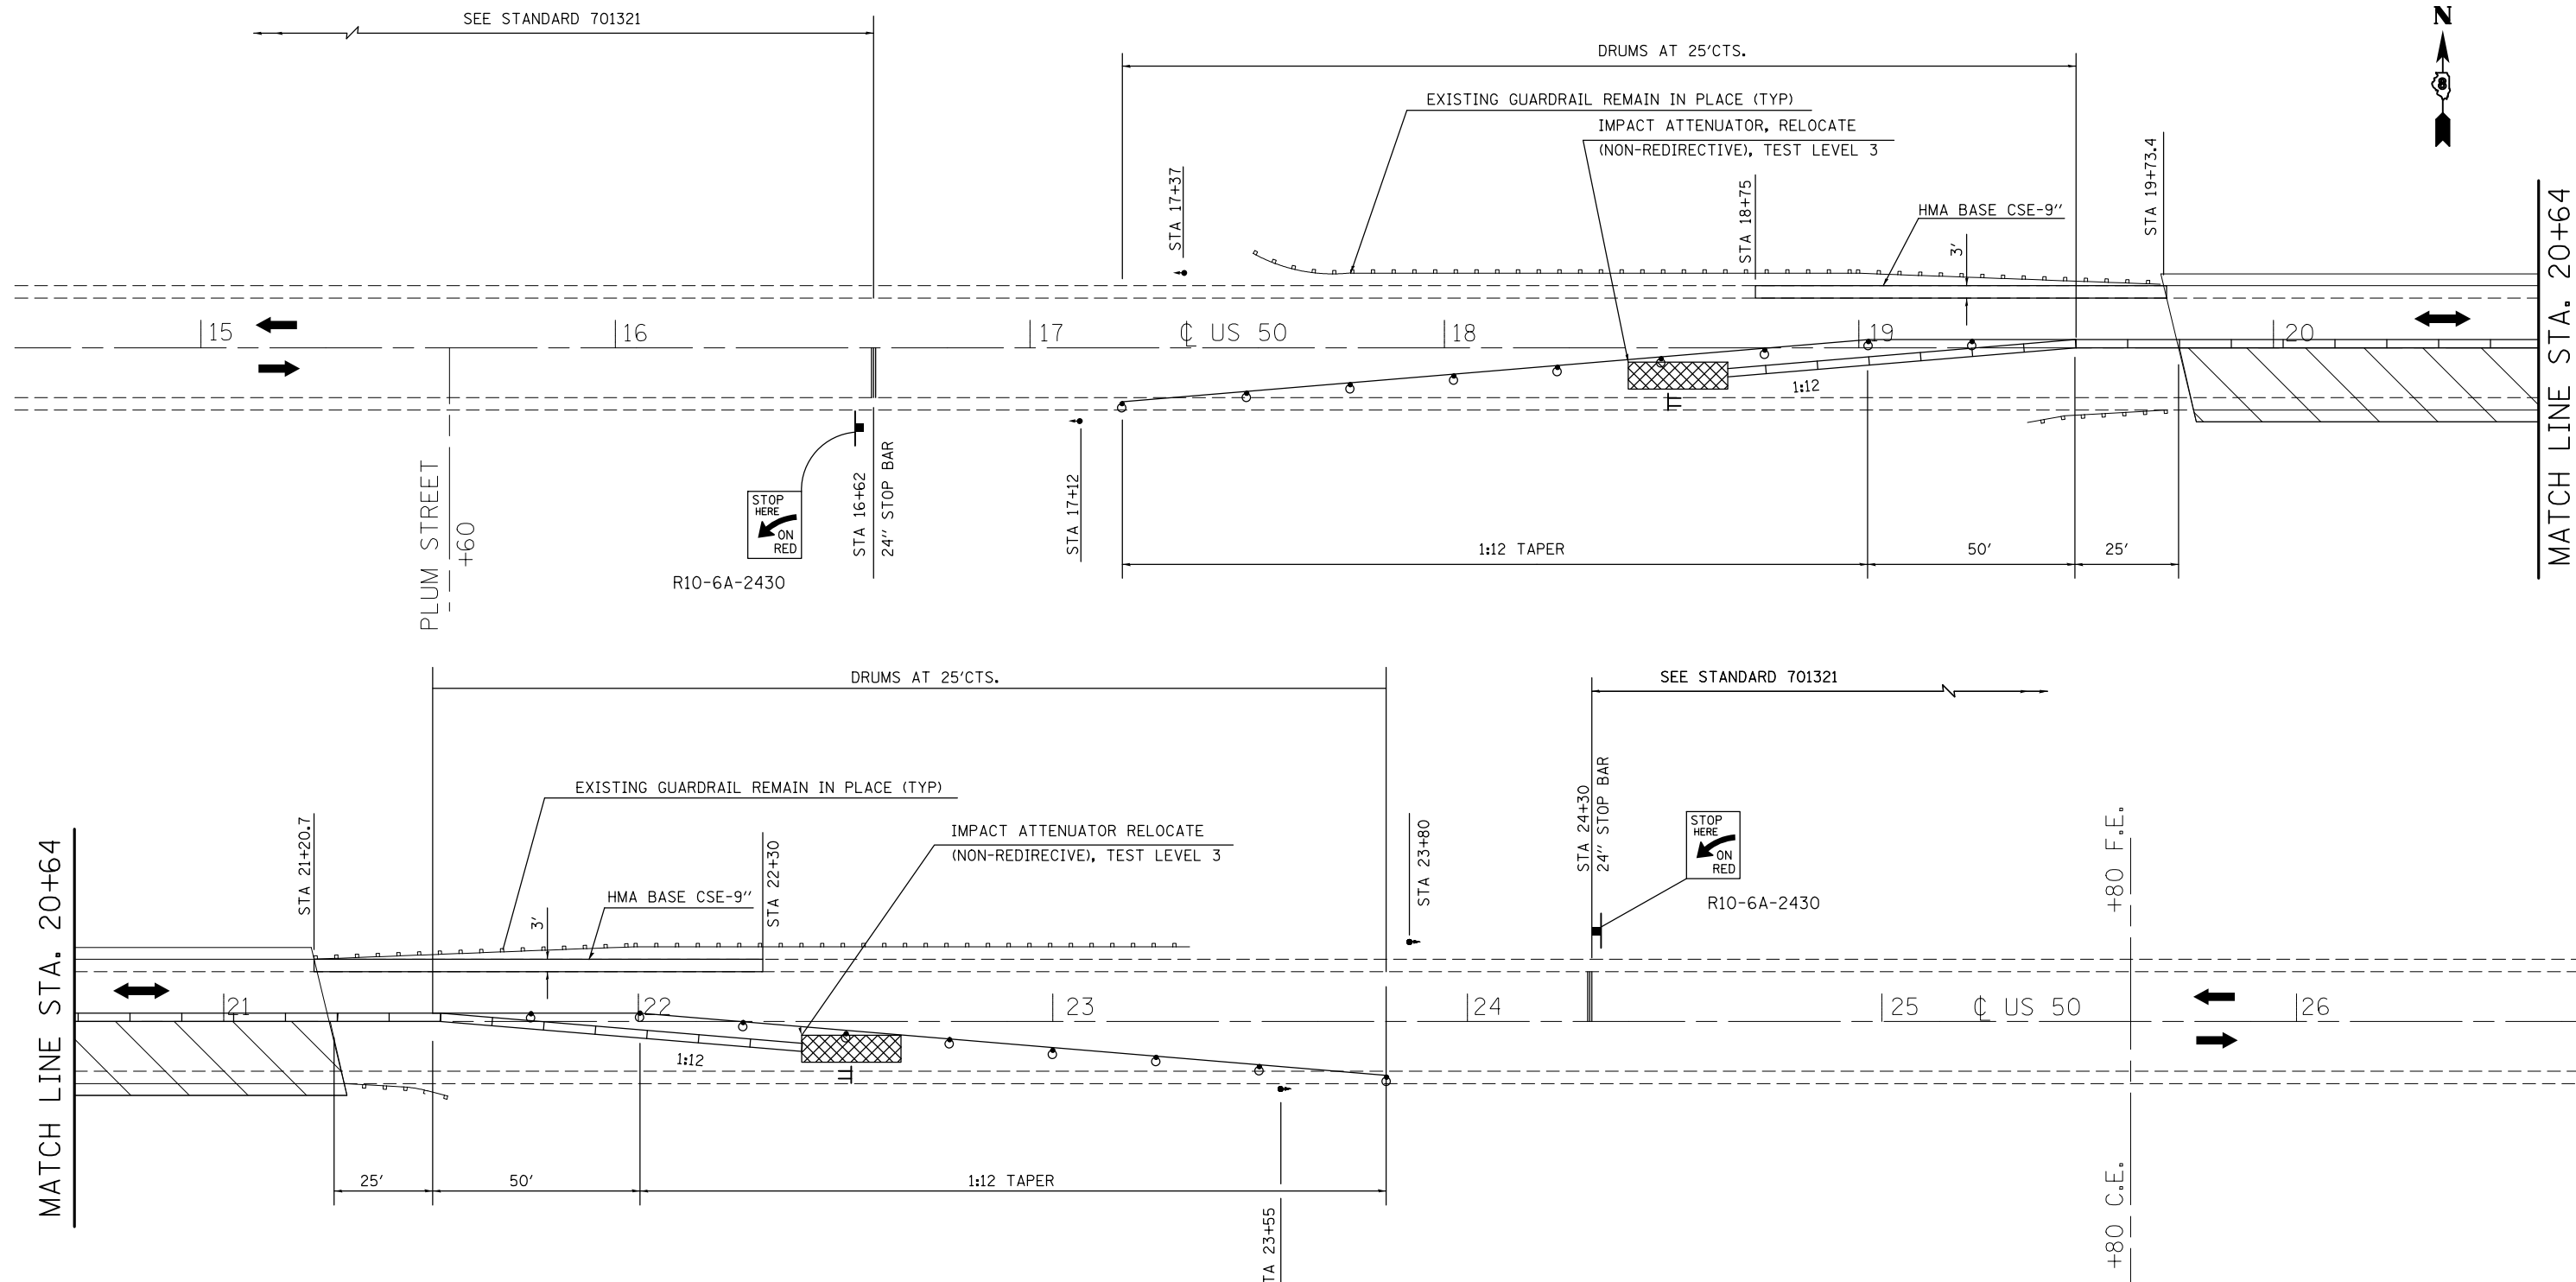 SEE STANDARD 701321
N
8
DRUMS AT 25'CTS.
EXISTING GUARDRAIL REMAIN IN PLACE (TYP)
IMPACT ATTENUATOR, RELOCATE
(NON-REDIRECTIVE), TEST LEVEL 3
STA 17+37
STA 18+75
HMA BASE CSE-9"
3'
STA 19+73.4
MATCH LINE STA. 20+64
15
16
17
℄ US 50
18
19
20
1:12
PLUM STREET
+60
STOP
HERE
ON
RED
R10-6A-2430
STA 16+62
24" STOP BAR
STA 17+12
1:12 TAPER
50'
25'
DRUMS AT 25'CTS.
SEE STANDARD 701321
MATCH LINE STA. 20+64
STA 21+20.7
EXISTING GUARDRAIL REMAIN IN PLACE (TYP)
IMPACT ATTENUATOR RELOCATE
(NON-REDIRECIVE), TEST LEVEL 3
HMA BASE CSE-9"
3'
STA 22+30
STA 23+80
STA 24+30
24" STOP BAR
STOP
HERE
ON
RED
R10-6A-2430
+80 F.E.
21
22
23
24
25
℄ US 50
26
1:12
25'
50'
1:12 TAPER
TA 23+55
+80 C.E.